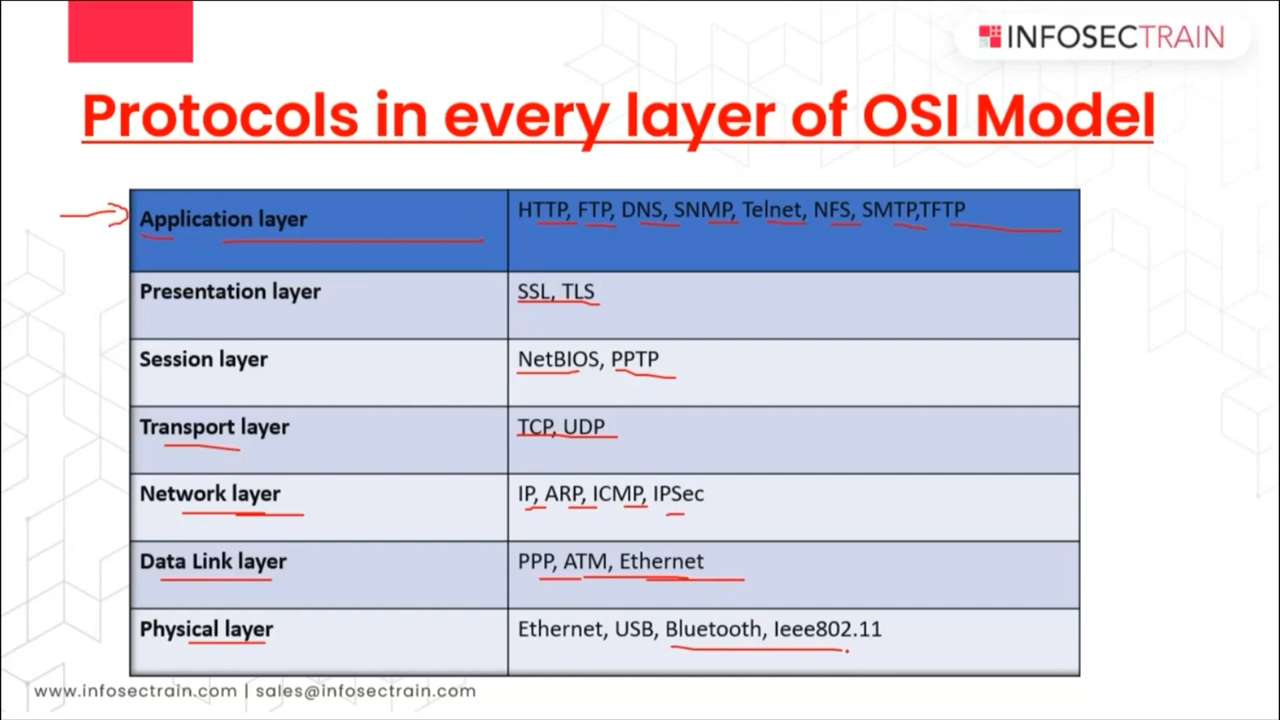 INFOSECTRAIN
Protocols in every layer of OSI Model
Application layer HTTP, FTP, DNS, SNMP, Telnet, NFS, SMTP,TFTP
Presentation layer SSL, TLS
Session layer NetBIOS, PPTP
Transport layer TCP, UDP
Network layer IP, ARP, ICMP, IPSec
Data Link layer PPP, ATM, Ethernet
Physical layer Ethernet, USB, Bluetooth, Ieee802.11
www.infosectrain.com | sales@infosectrain.com